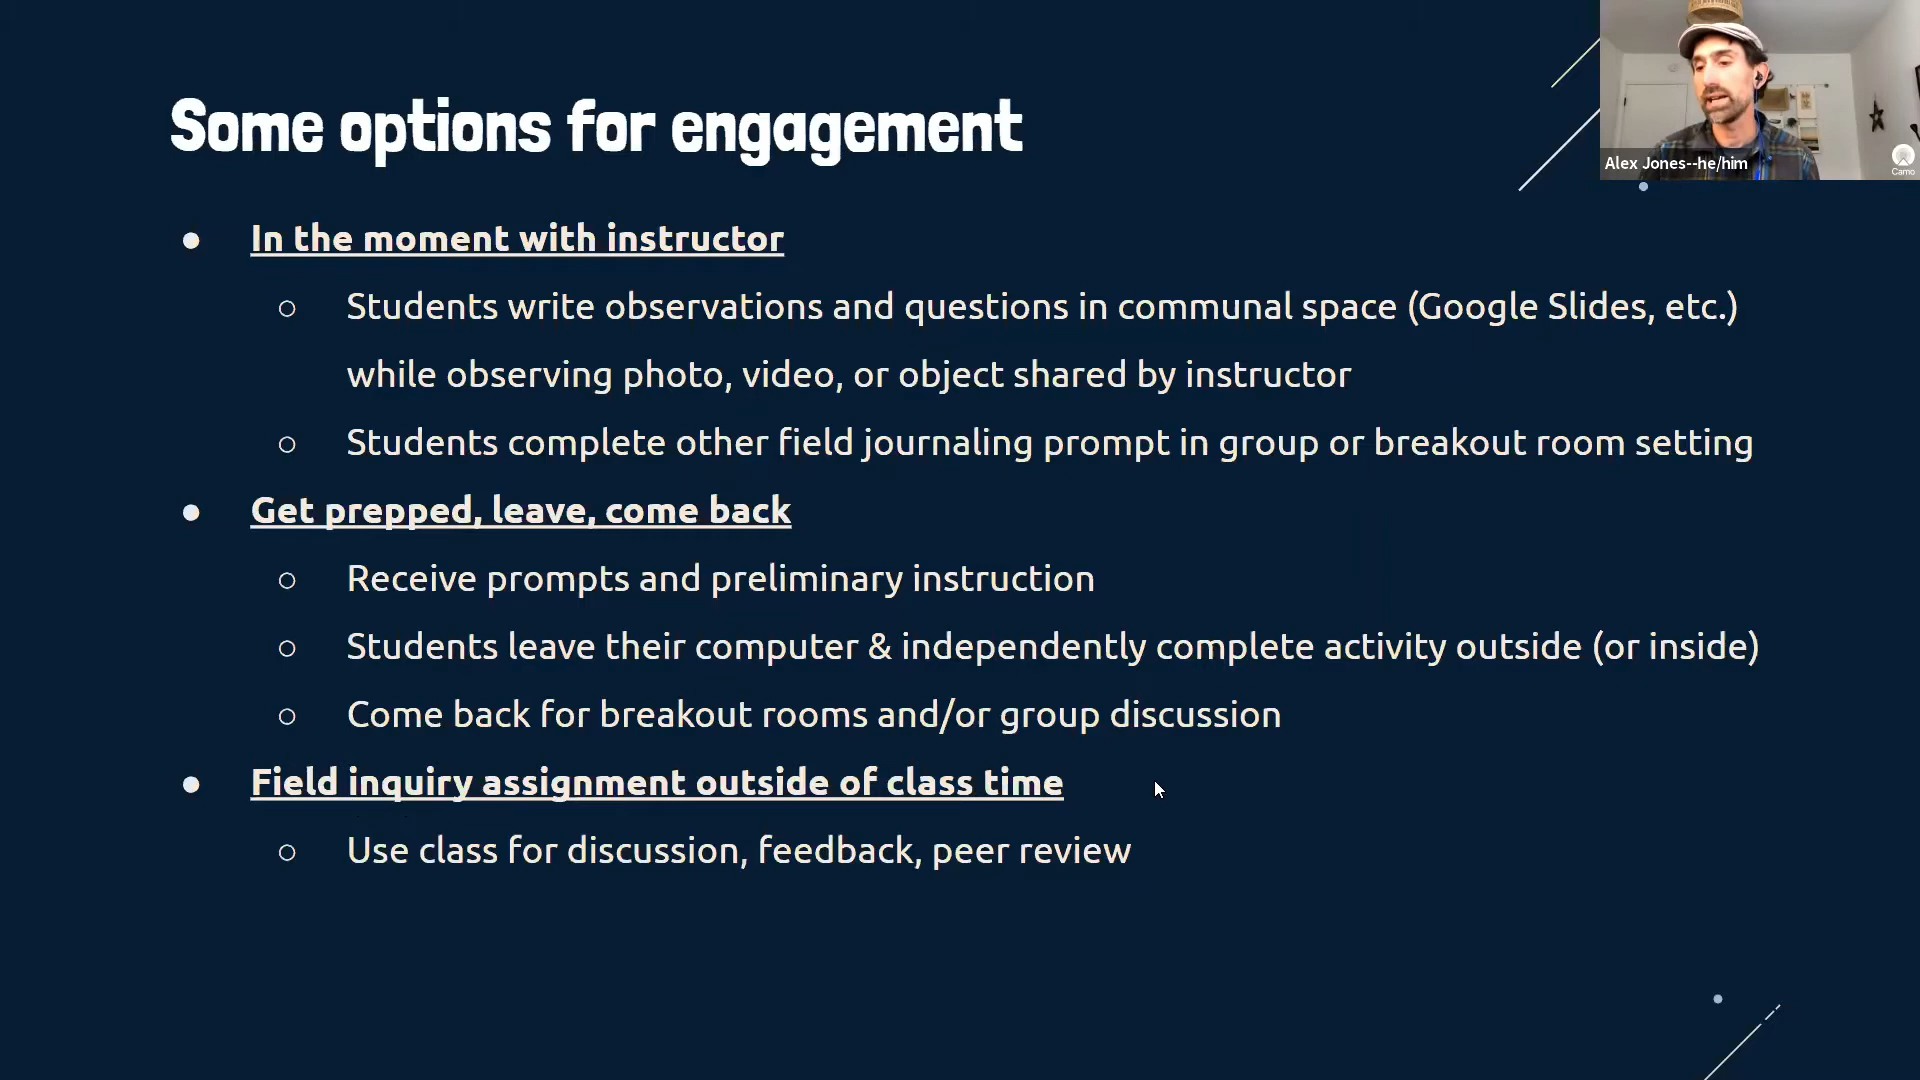 Some options for engagement
Alex Jones--he/him
Camo
● In the moment with instructor
○ Students write observations and questions in communal space (Google Slides, etc.)
while observing photo, video, or object shared by instructor
○ Students complete other field journaling prompt in group or breakout room setting
● Get prepped, leave, come back
○ Receive prompts and preliminary instruction
○ Students leave their computer & independently complete activity outside (or inside)
○ Come back for breakout rooms and/or group discussion
● Field inquiry assignment outside of class time
○ Use class for discussion, feedback, peer review